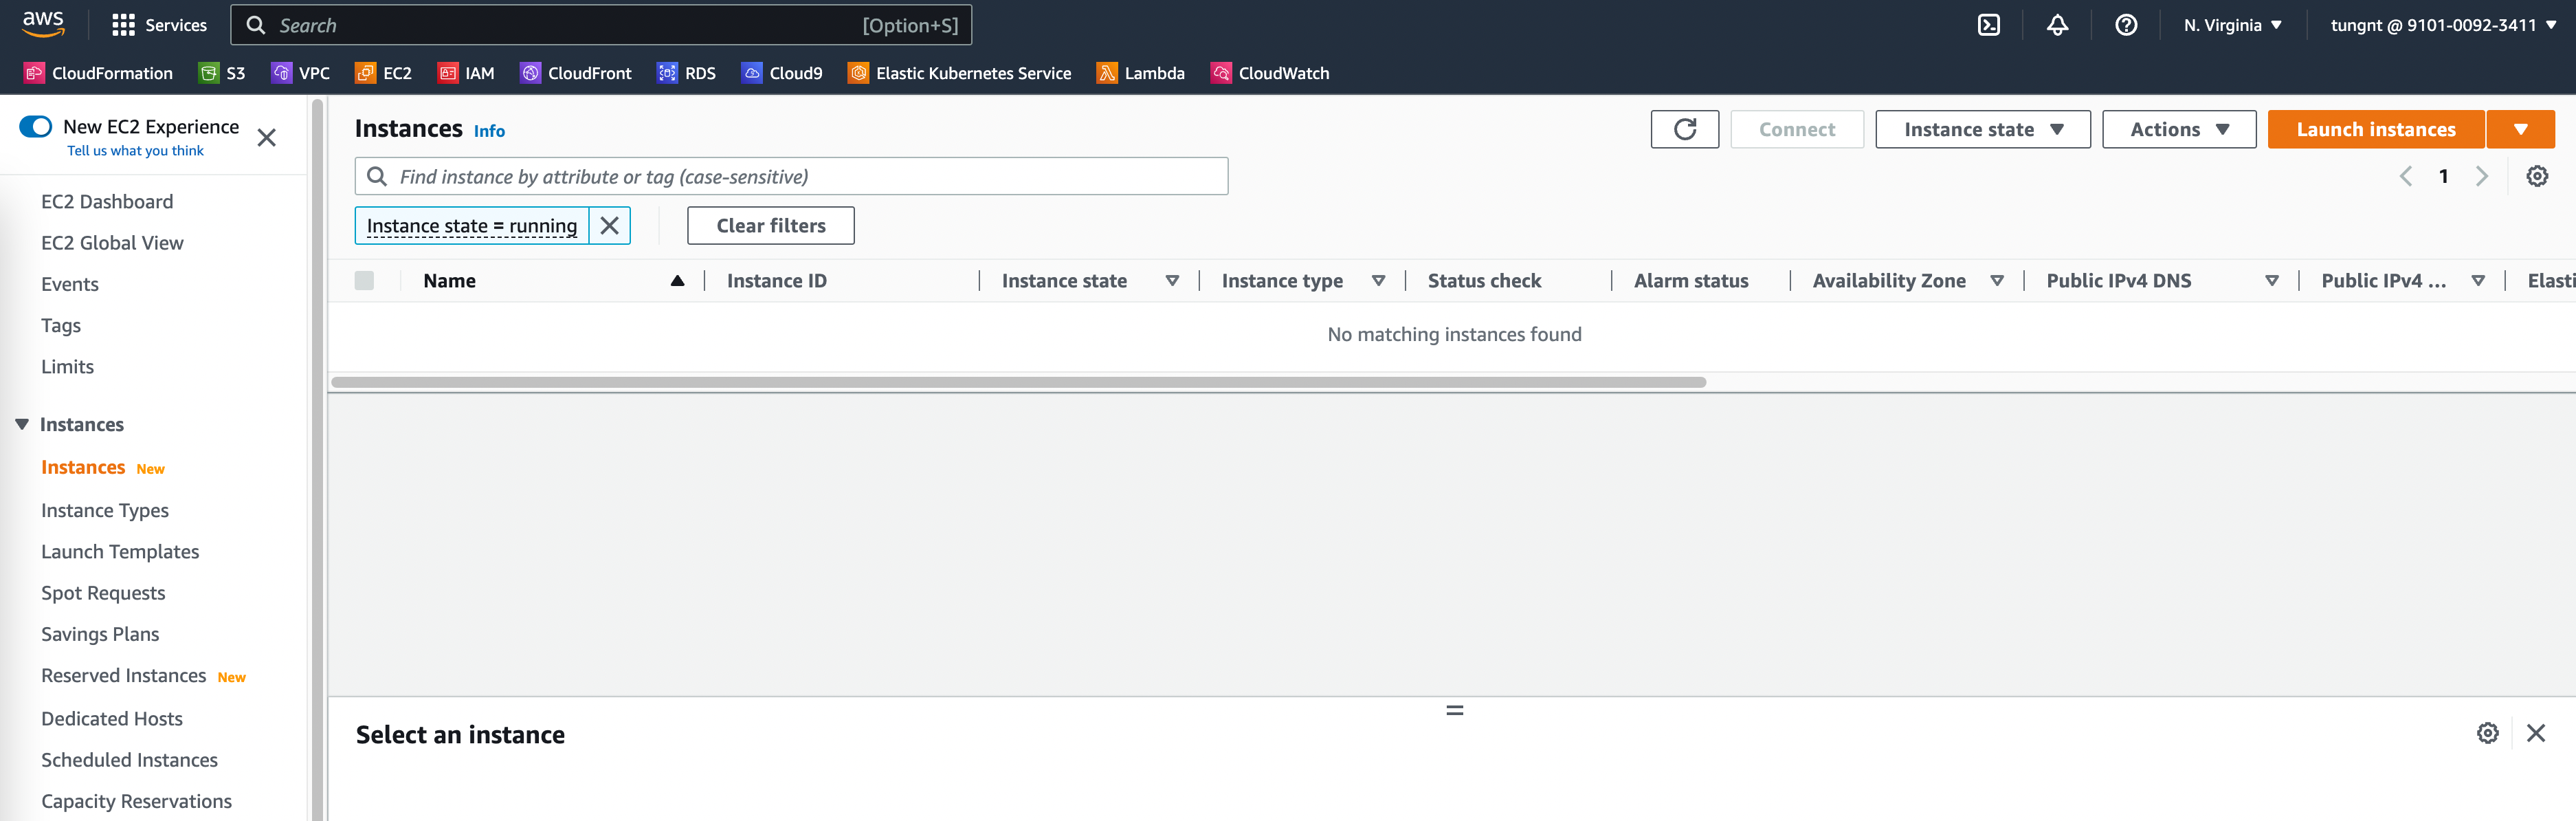 aws
Services
Search [Option+S]
N. Virginia
tungnt @ 9101-0092-3411
CloudFormation S3 VPC EC2 IAM CloudFront RDS Cloud9 Elastic Kubernetes Service Lambda CloudWatch
New EC2 Experience
Tell us what you think
EC2 Dashboard
EC2 Global View
Events
Tags
Limits
Instances
Instances New
Instance Types
Launch Templates
Spot Requests
Savings Plans
Reserved Instances New
Dedicated Hosts
Scheduled Instances
Capacity Reservations
Instances Info
Connect
Instance state
Actions
Launch instances
Find instance by attribute or tag (case-sensitive)
1
Instance state = running
Clear filters
Name Instance ID Instance state Instance type Status check Alarm status Availability Zone Public IPv4 DNS Public IPv4 ... Elasti
No matching instances found
Select an instance